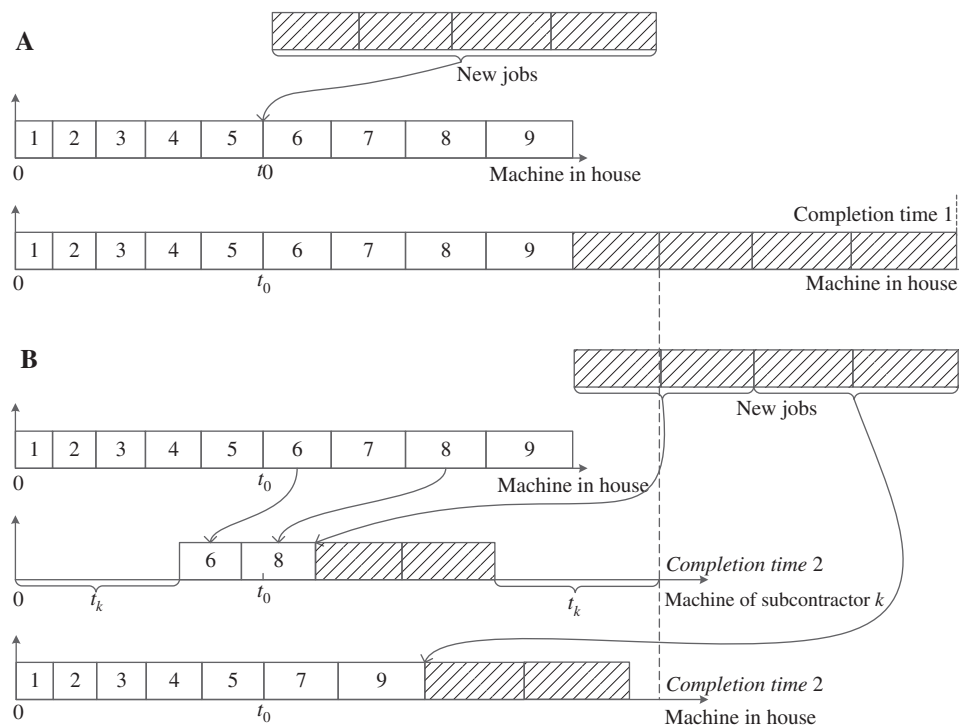 A
New jobs
1 2 3 4 5 6 7 8 9
0 t0 Machine in house
Completion time 1
1 2 3 4 5 6 7 8 9
0 t₀ Machine in house
B
New jobs
1 2 3 4 5 6 7 8 9
0 t₀ Machine in house
6 8
Completion time 2
0 tₖ t₀ tₖ Machine of subcontractor k
1 2 3 4 5 7 9
Completion time 2
0 t₀ Machine in house